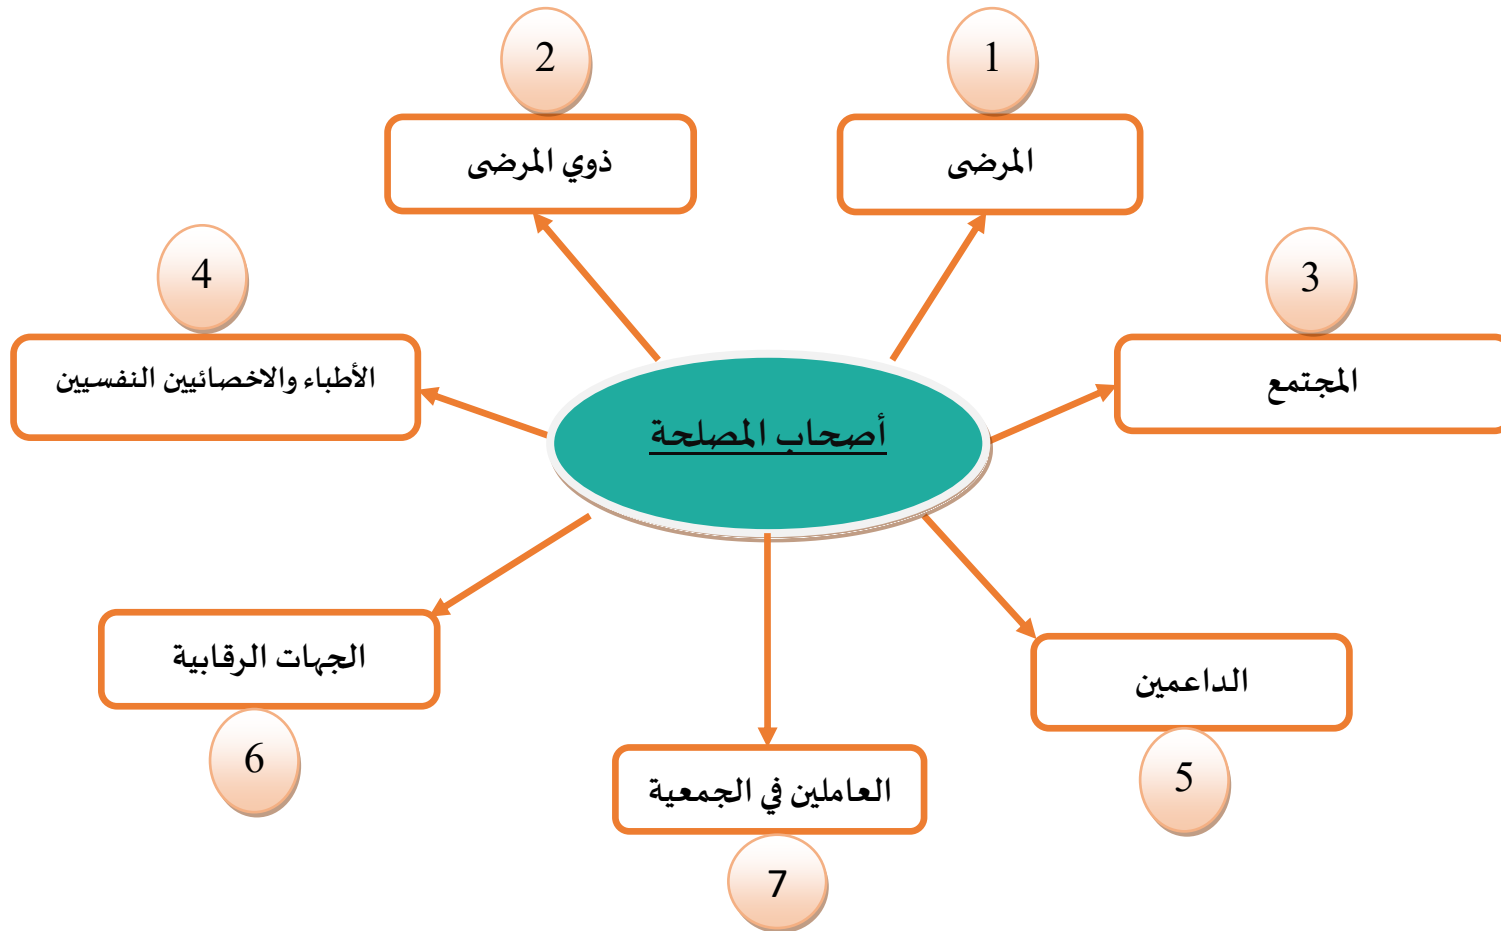 1
المرضى
2
ذوي المرضى
3
المجتمع
4
الأطباء والاخصائيين النفسيين
أصحاب المصلحة
5
الداعمين
6
الجهات الرقابية
7
العاملين في الجمعية